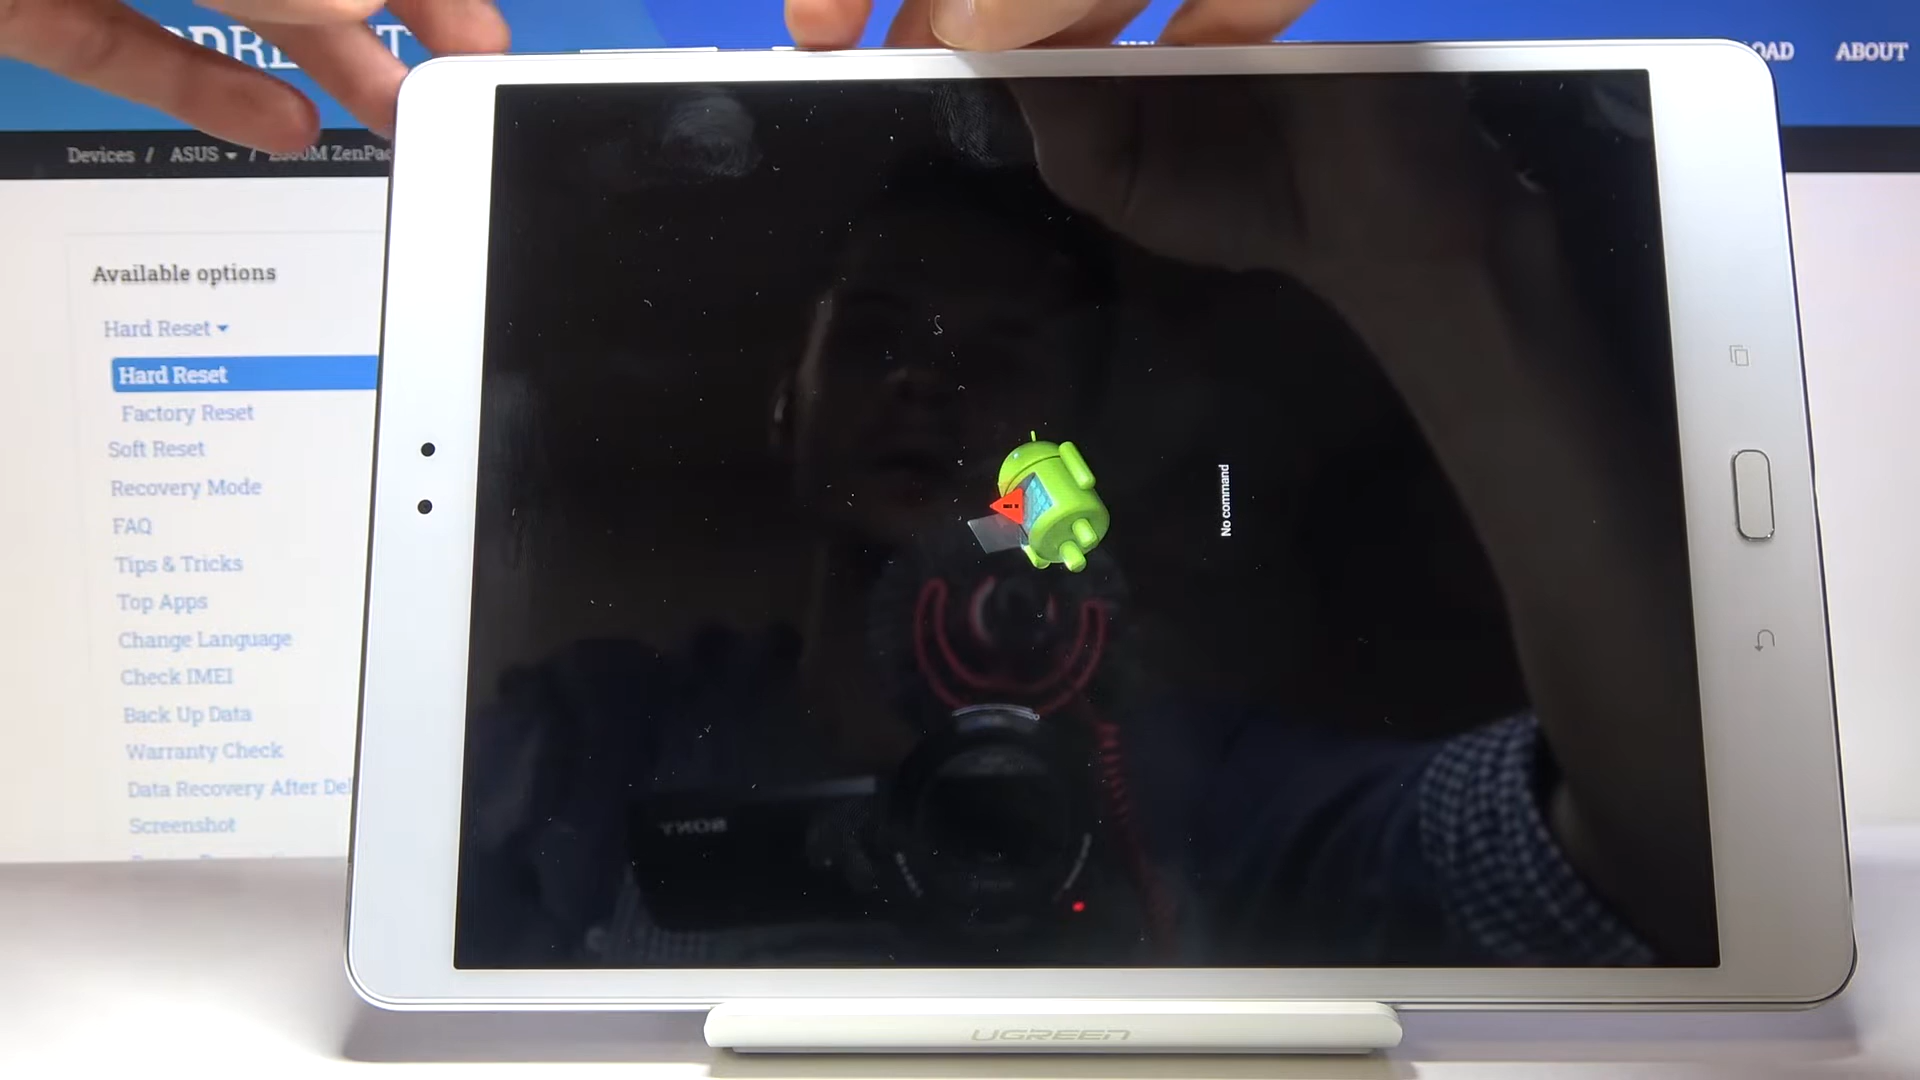 ABOUT
Devices / ASUS /
Available options
Hard Reset
Hard Reset
Factory Reset
Soft Reset
Recovery Mode
FAQ
Tips & Tricks
Top Apps
Change Language
Check IMEI
Back Up Data
Warranty Check
Data Recovery After Del
Screenshot
No command
SONY
UGREEN